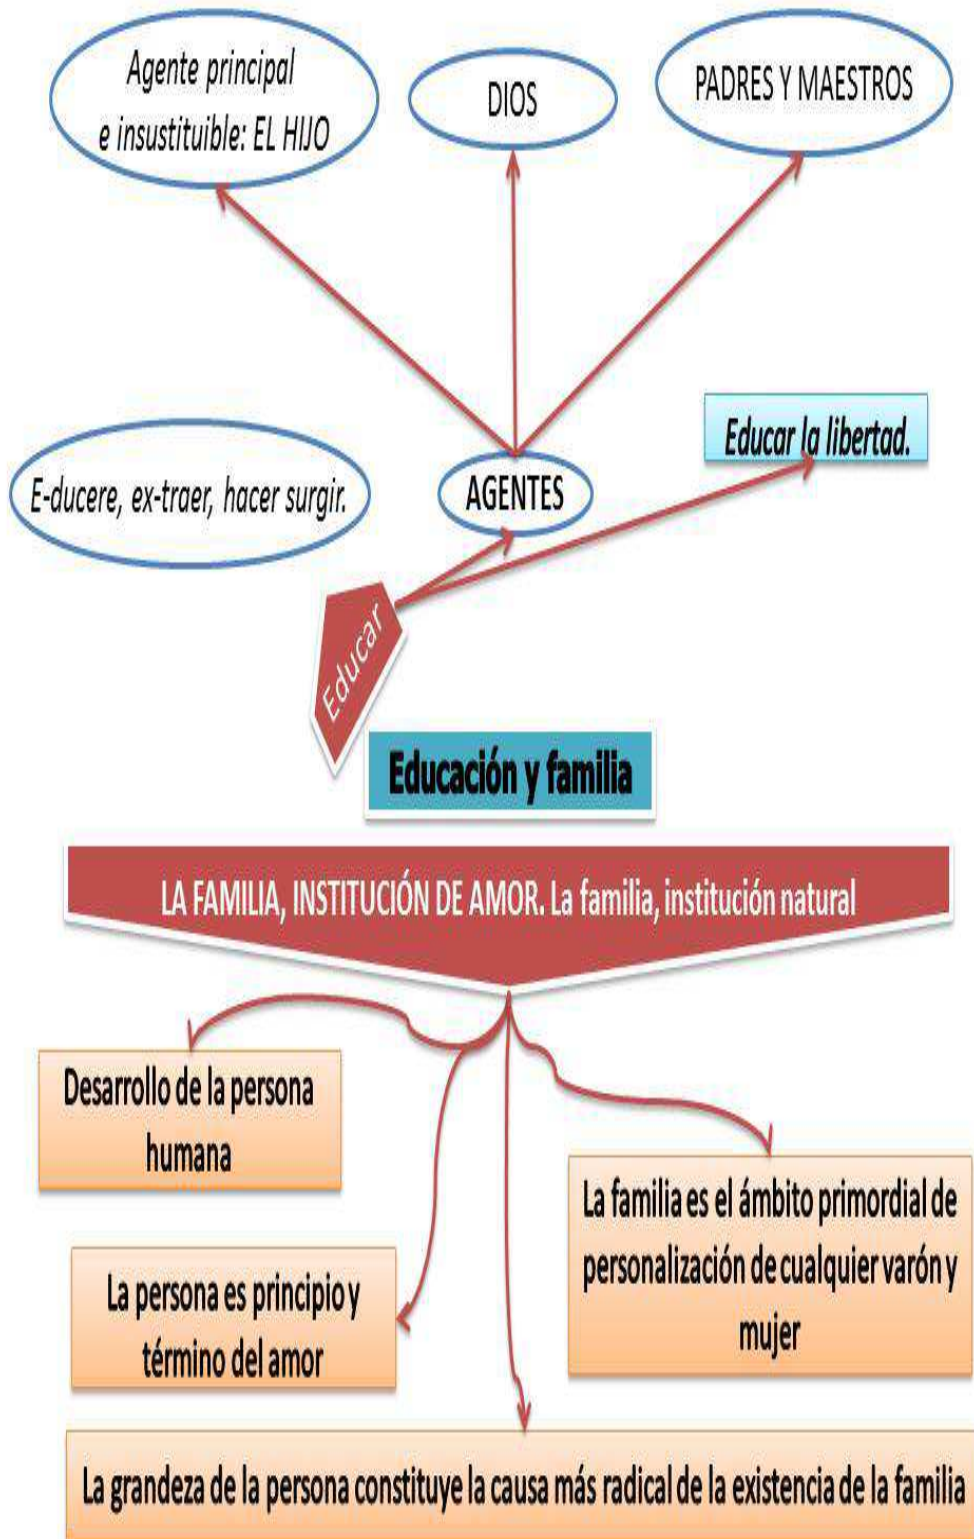 Agente principal
e insustituible: EL HIJO
DIOS
PADRES Y MAESTROS
Educar la libertad.
E-ducere, ex-traer, hacer surgir.
AGENTES
Educar
Educación y familia
LA FAMILIA, INSTITUCIÓN DE AMOR. La familia, institución natural
Desarrollo de la persona
humana
La familia es el ámbito primordial de
personalización de cualquier varón y
mujer
La persona es principio y
término del amor
La grandeza de la persona constituye la causa más radical de la existencia de la familia